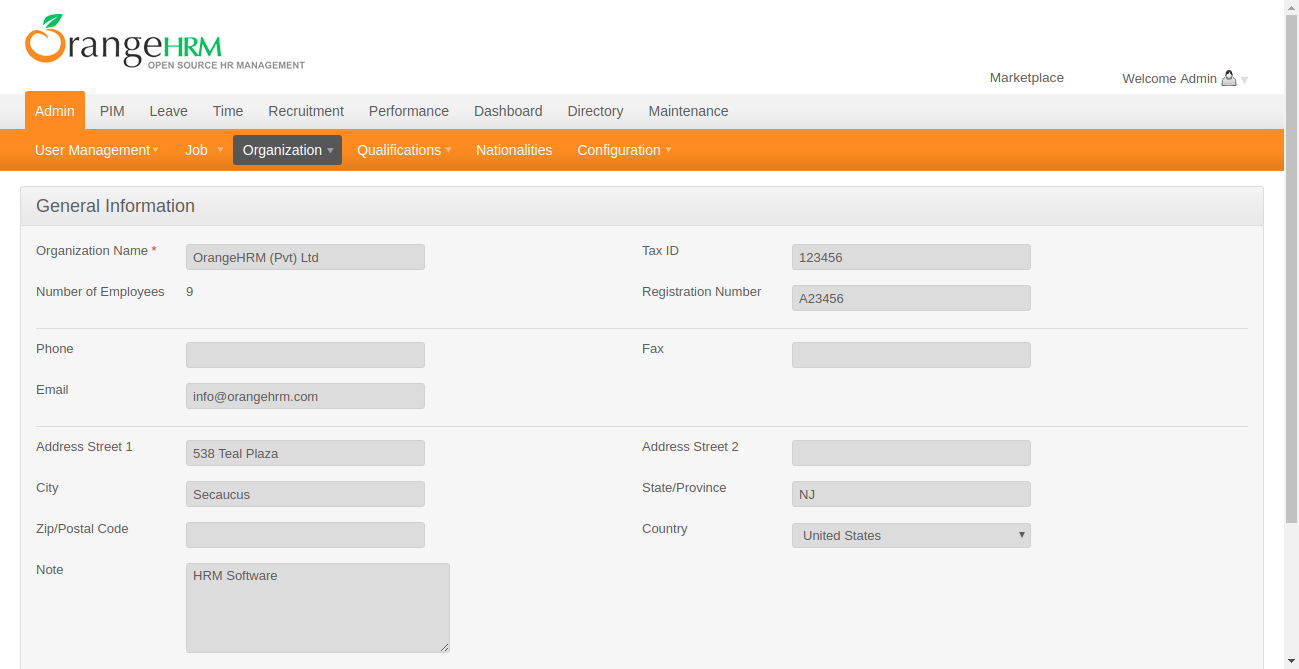 OrangeHRM
OPEN SOURCE HR MANAGEMENT
Marketplace Welcome Admin
Admin PIM Leave Time Recruitment Performance Dashboard Directory Maintenance
User Management Job Organization Qualifications Nationalities Configuration
General Information
Organization Name * OrangeHRM (Pvt) Ltd Tax ID 123456
Number of Employees 9 Registration Number A23456
Phone Fax
Email info@orangehrm.com
Address Street 1 538 Teal Plaza Address Street 2
City Secaucus State/Province NJ
Zip/Postal Code Country United States
Note HRM Software